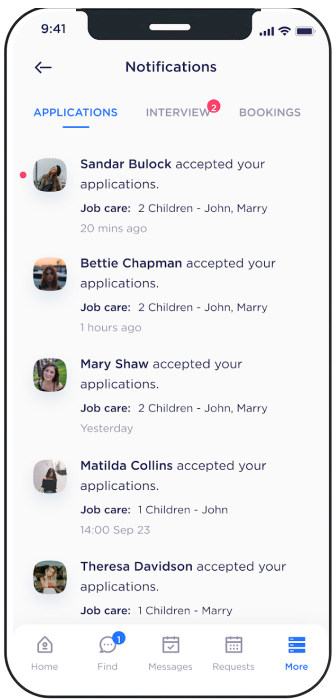 9:41
Notifications
APPLICATIONS
INTERVIEW
2
BOOKINGS
Sandar Bulock accepted your
applications.
Job care: 2 Children - John, Marry
20 mins ago
Bettie Chapman accepted your
applications.
Job care: 2 Children - John, Marry
1 hours ago
Mary Shaw accepted your
applications.
Job care: 2 Children - John, Marry
Yesterday
Matilda Collins accepted your
applications.
Job care: 1 Children - John
14:00 Sep 23
Theresa Davidson accepted your
applications.
Job care: 1 Children - Marry
1
Home
Find
Messages
Requests
More